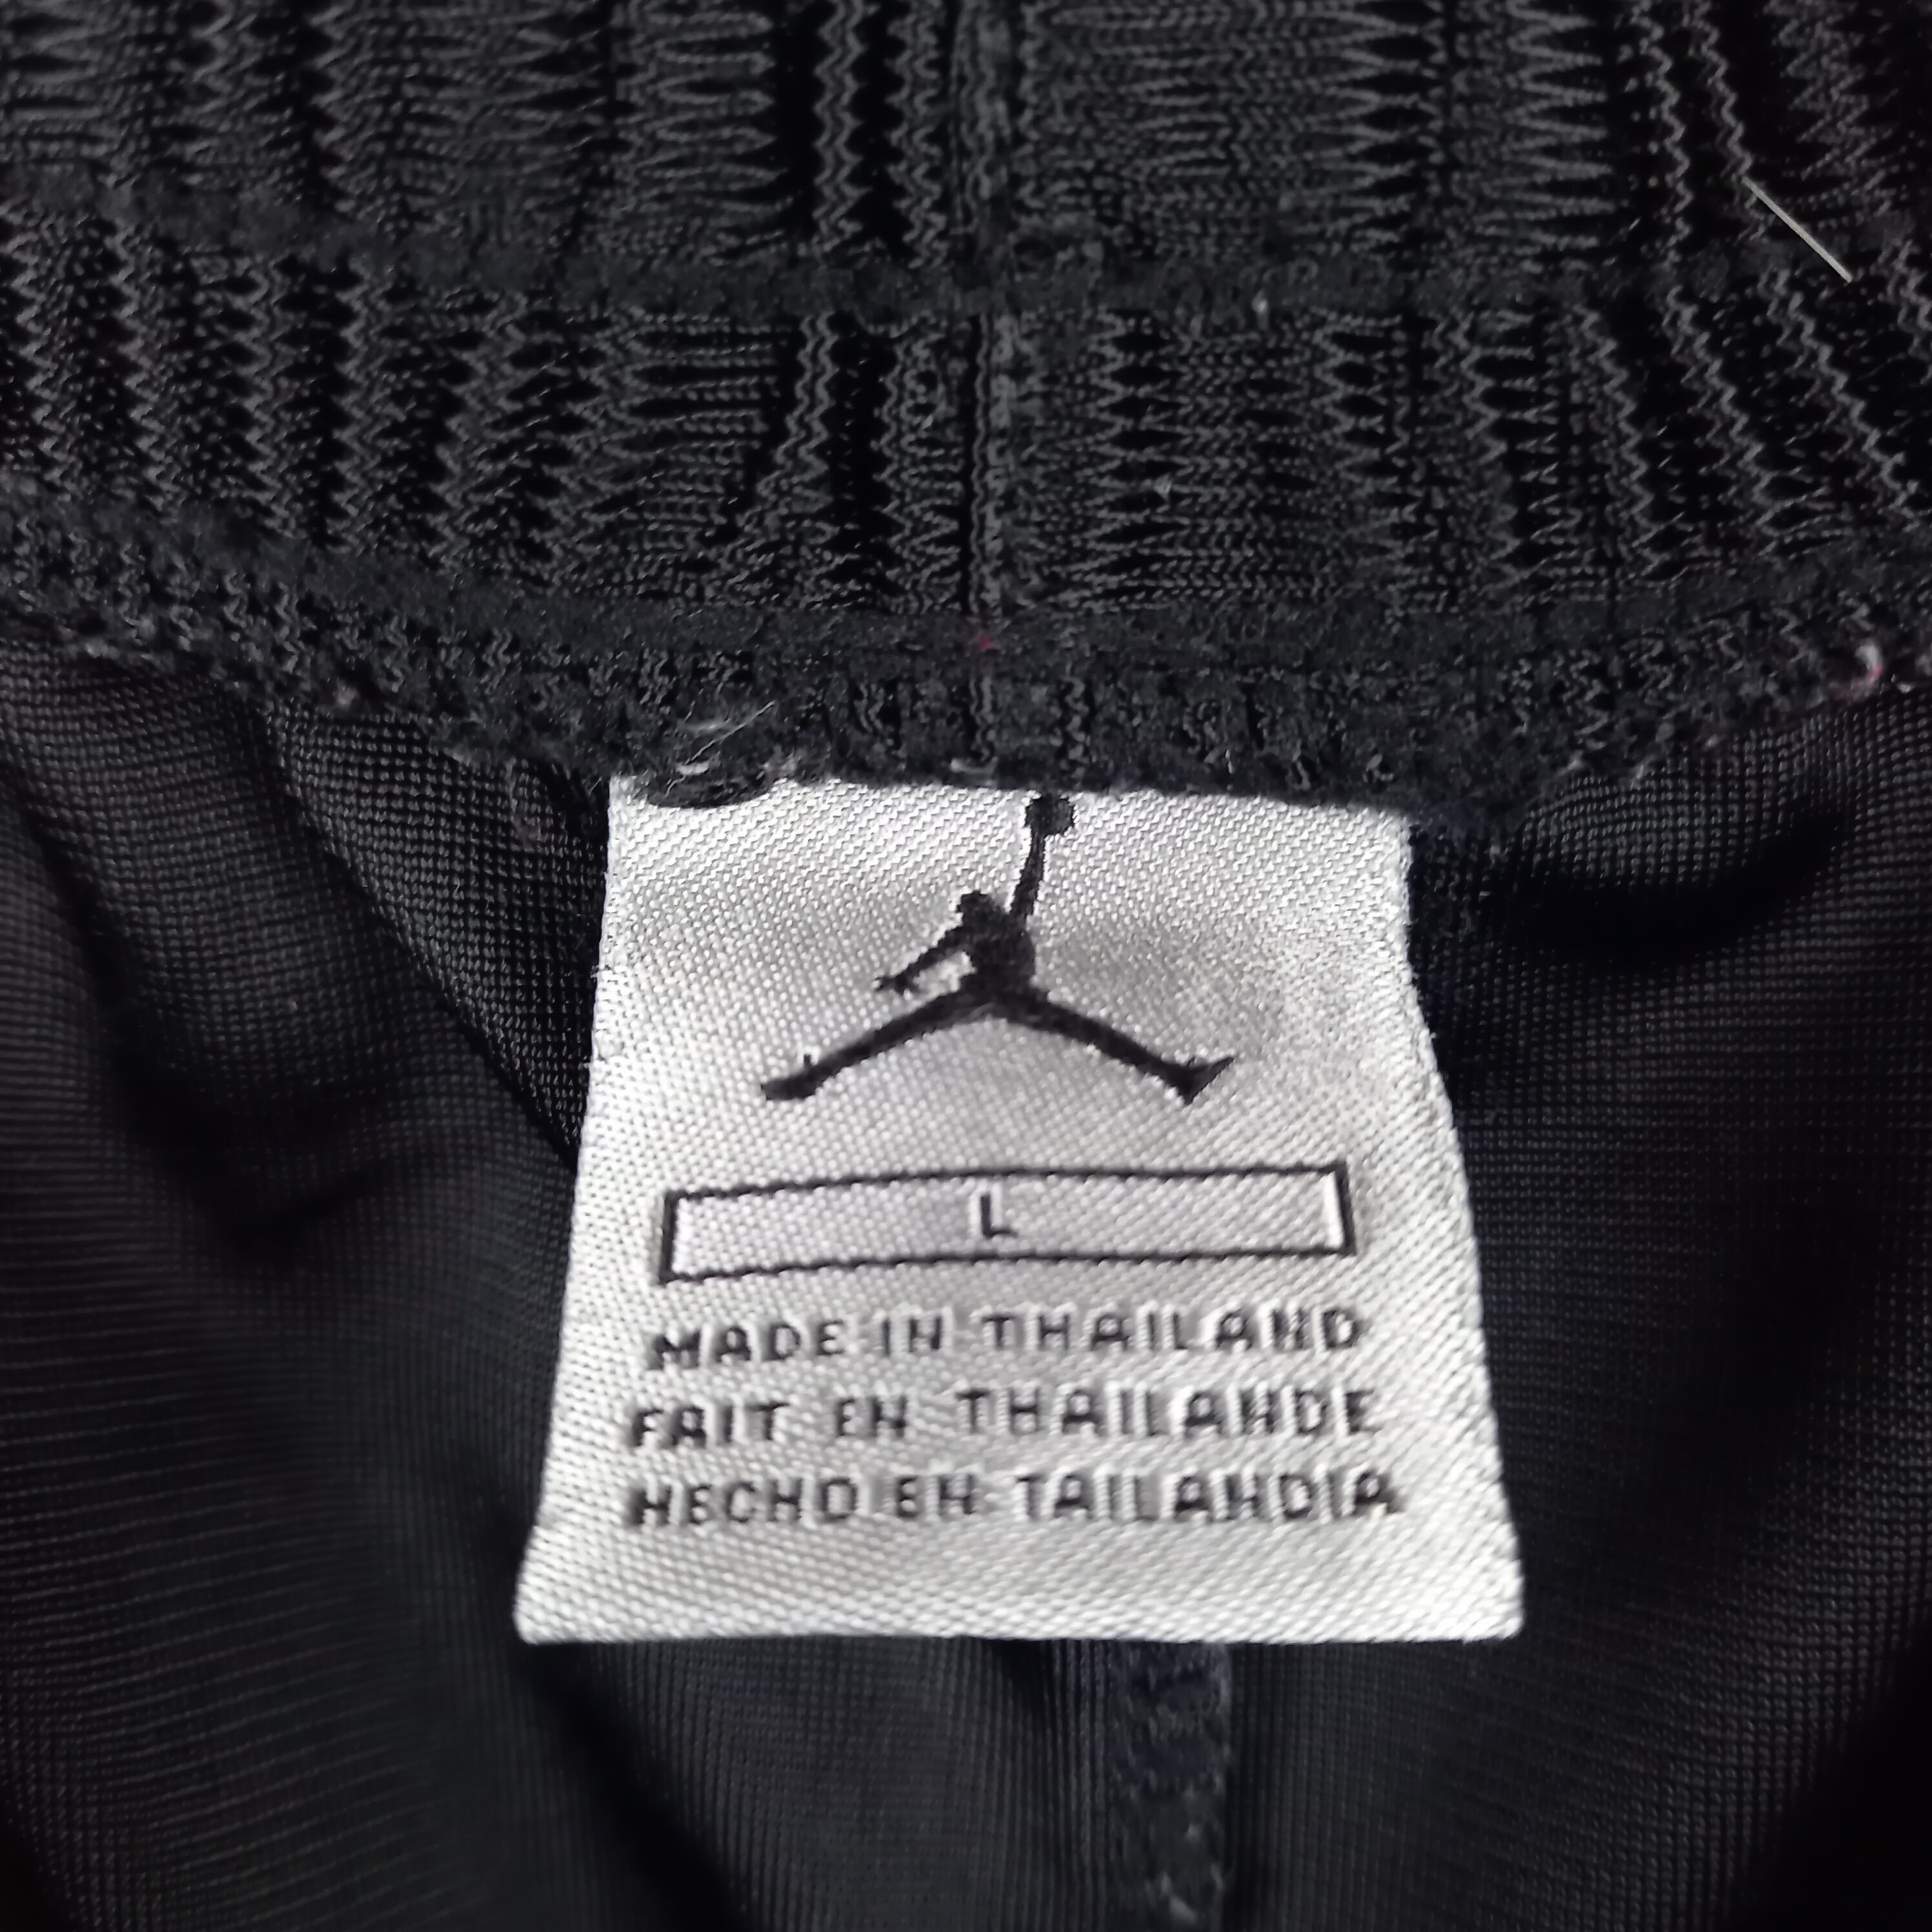 L
MADE IN THAILAND
FAIT EN THAILANDE
HECHO EN TAILANDIA